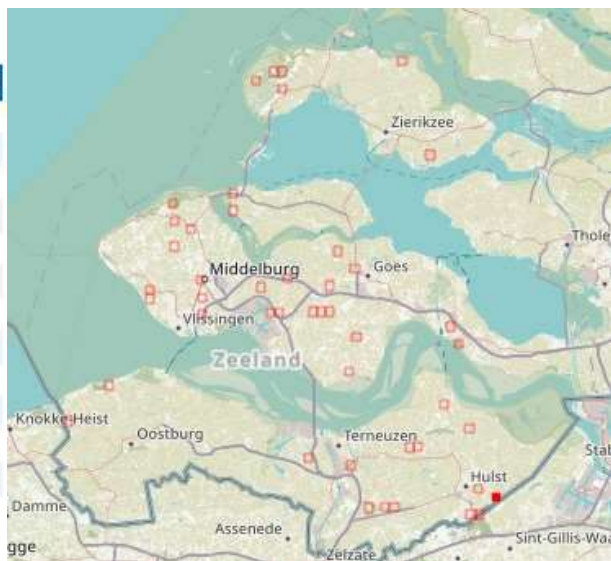 Zierikzee
Thole
Middelburg
Goes
Vlissingen
Zeeland
Knokke-Heist
Oostburg
Terneuzen
Stab
Hulst
Damme
Assenede
gge
Zelzate
Sint-Gillis-Waa